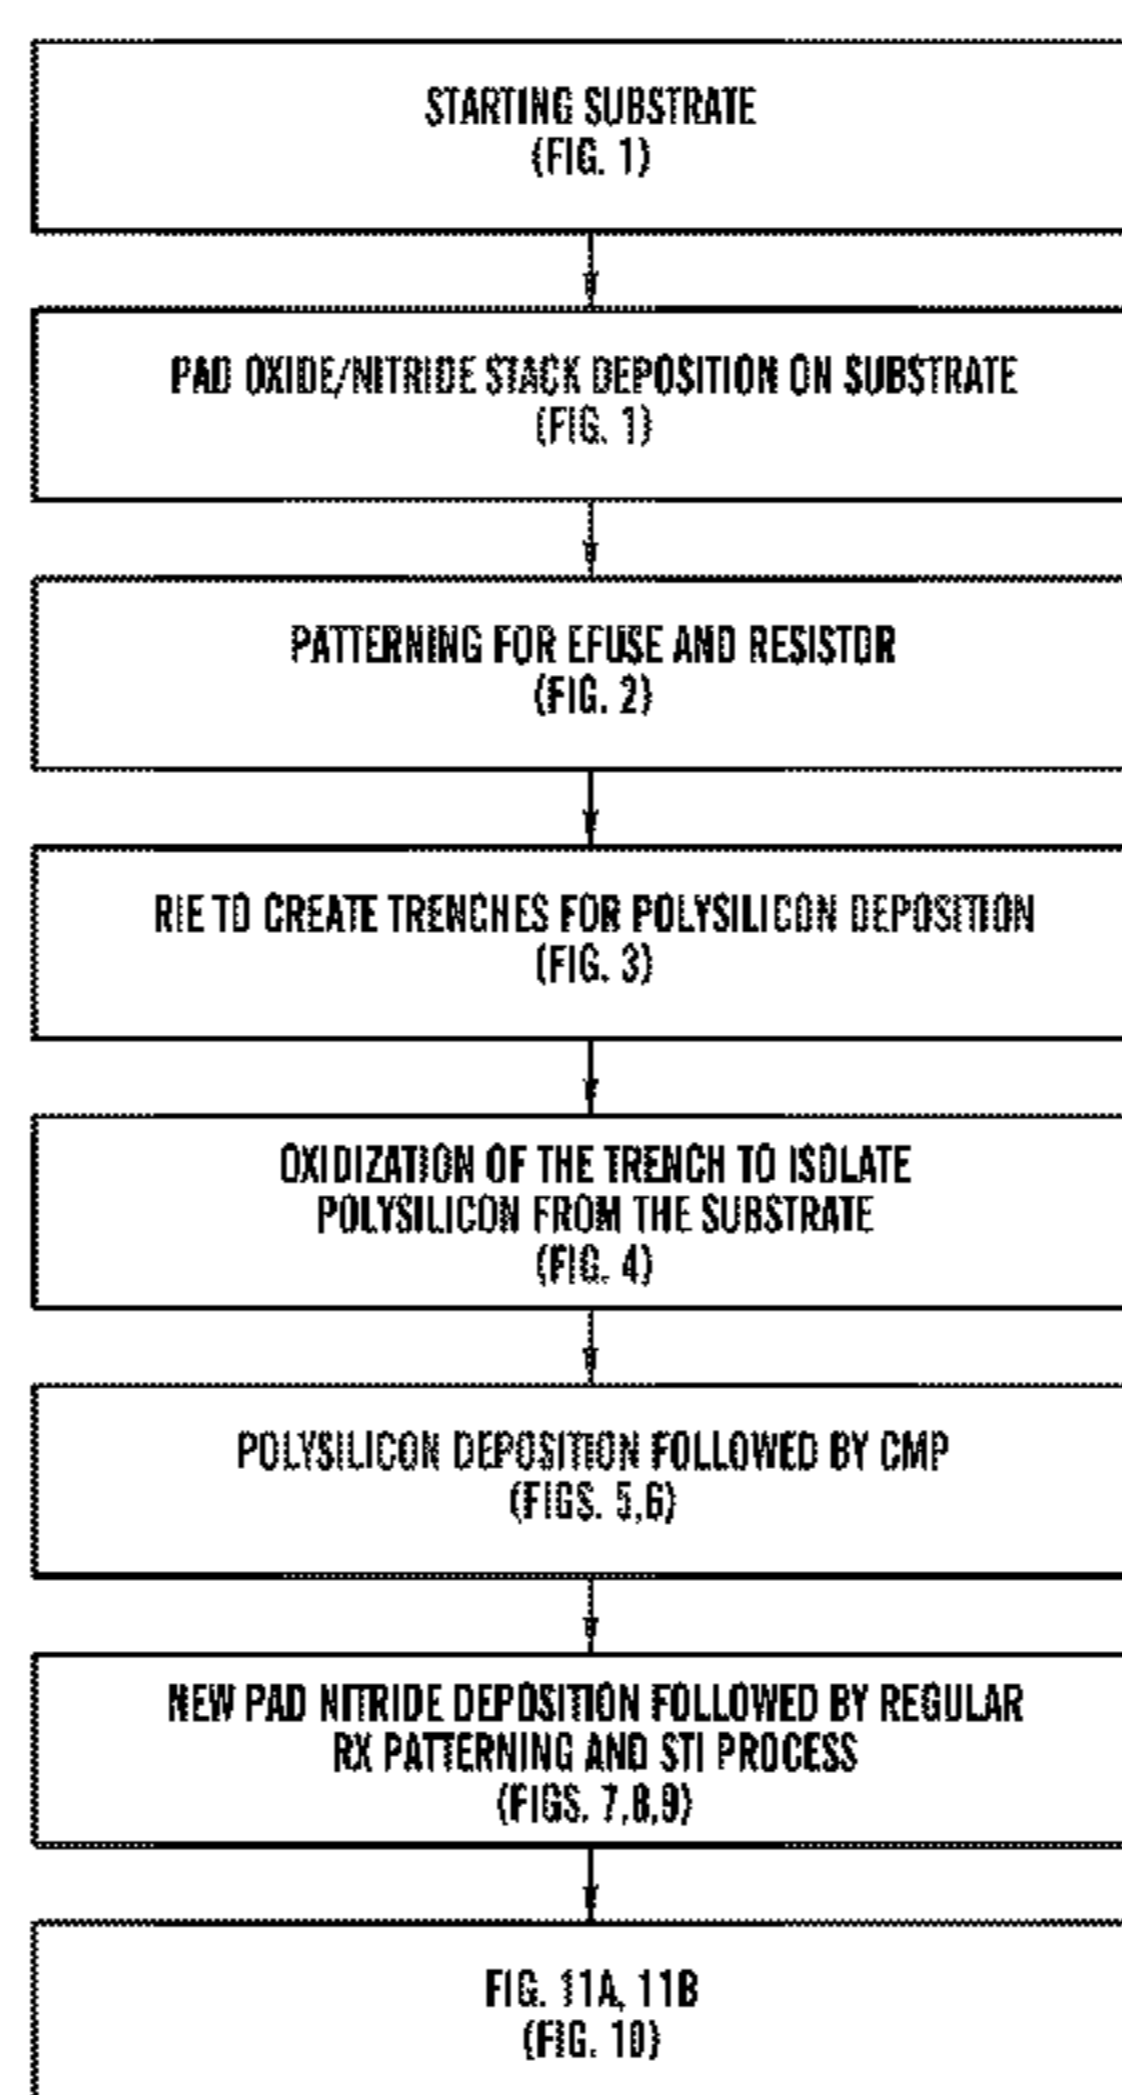 STARTING SUBSTRATE
(FIG. 1)
PAD OXIDE/NITRIDE STACK DEPOSITION ON SUBSTRATE
(FIG. 1)
PATTERNING FOR EFUSE AND RESISTOR
(FIG. 2)
RIE TO CREATE TRENCHES FOR POLYSILICON DEPOSITION
(FIG. 3)
OXIDIZATION OF THE TRENCH TO ISOLATE
POLYSILICON FROM THE SUBSTRATE
(FIG. 4)
POLYSILICON DEPOSITION FOLLOWED BY CMP
(FIGS. 5,6)
NEW PAD NITRIDE DEPOSITION FOLLOWED BY REGULAR
RX PATTERNING AND STI PROCESS
(FIGS. 7,8,9)
FIG. 11A, 11B
(FIG. 10)